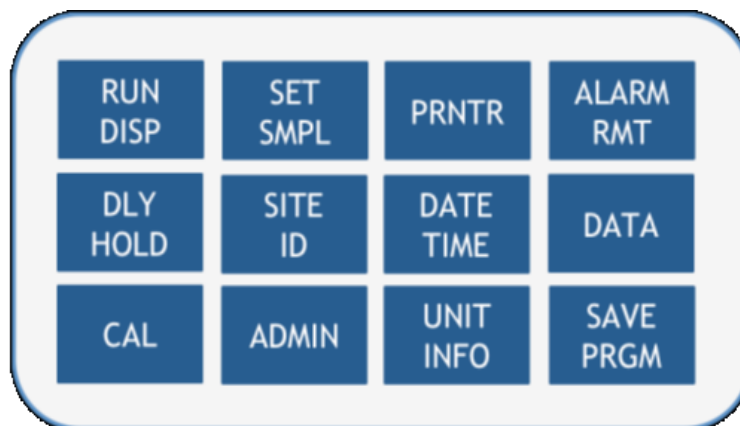 RUN
DISP
SET
SMPL
PRNTR
ALARM
RMT
DLY
HOLD
SITE
ID
DATE
TIME
DATA
CAL
ADMIN
UNIT
INFO
SAVE
PRGM